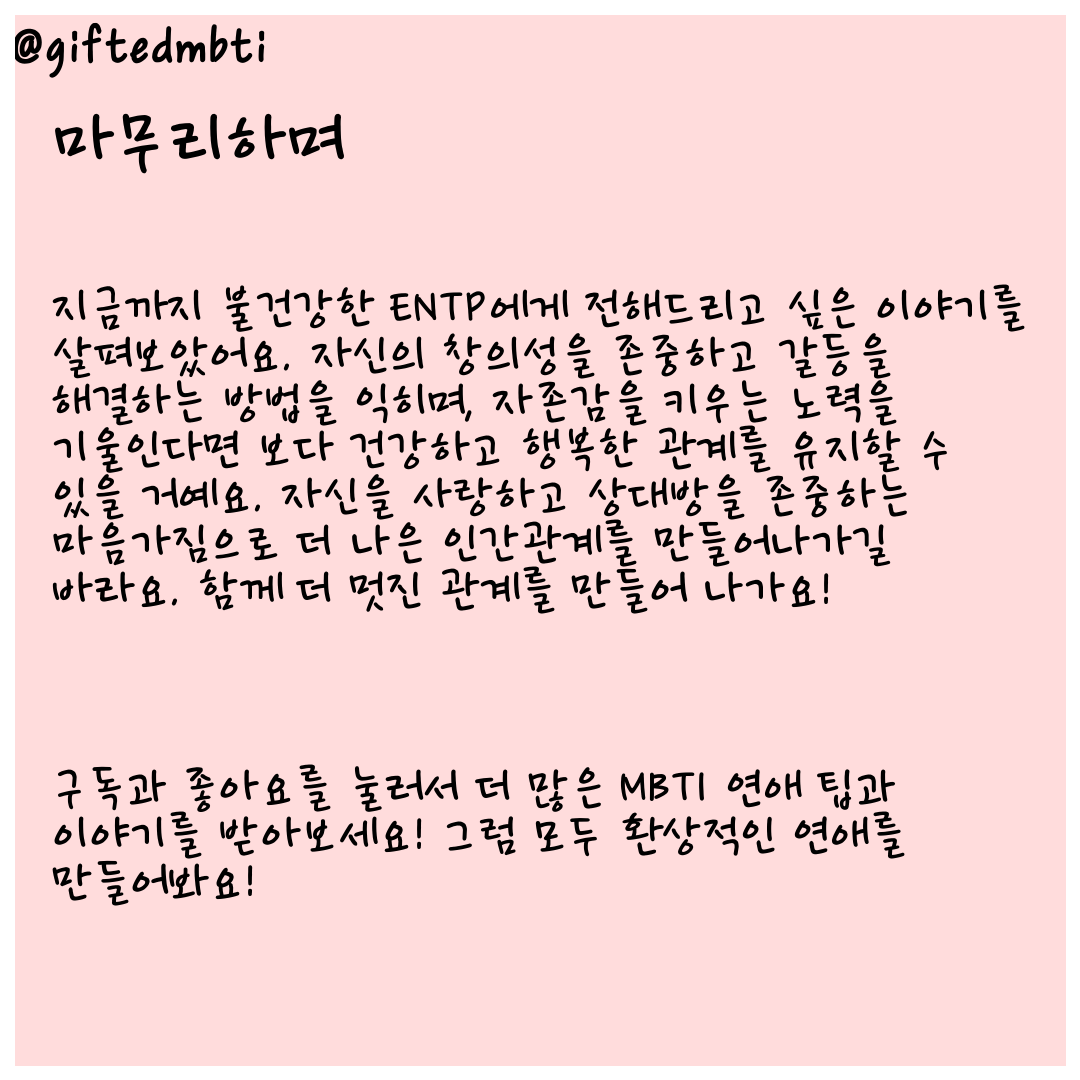 @giftedmbti
마무리하며
지금까지 불건강한 ENTP에게 전해드리고 싶은 이야기를
살펴보았어요. 자신의 창의성을 존중하고 갈등을
해결하는 방법을 익히며, 자존감을 키우는 노력을
기울인다면 보다 건강하고 행복한 관계를 유지할 수
있을 거예요. 자신을 사랑하고 상대방을 존중하는
마음가짐으로 더 나은 인간관계를 만들어나가길
바라요. 함께 더 멋진 관계를 만들어 나가요!
구독과 좋아요를 눌러서 더 많은 MBTI 연애 팁과
이야기를 받아보세요! 그럼 모두 환상적인 연애를
만들어봐요!